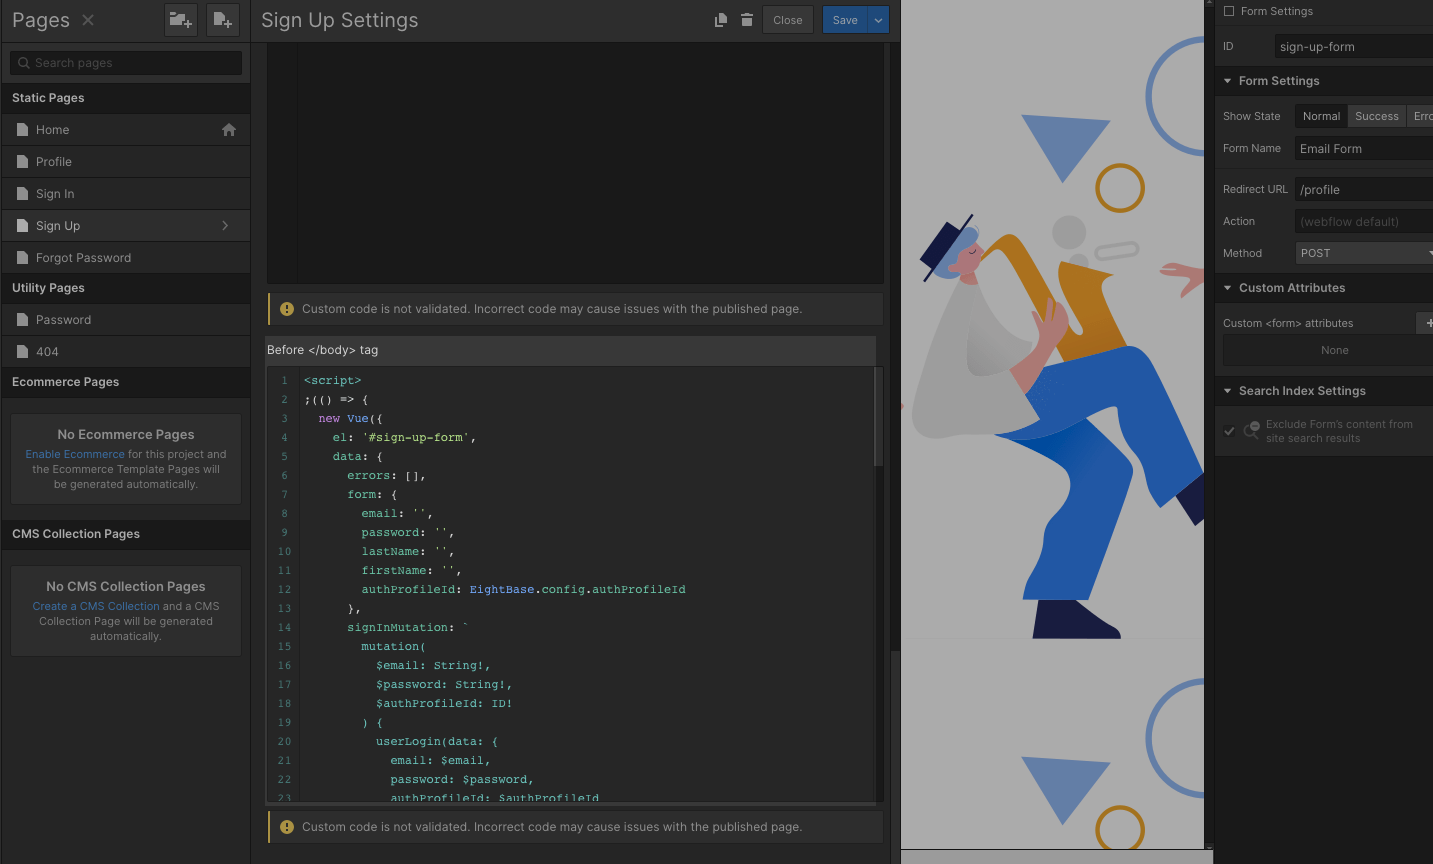 Pages
Search pages
Static Pages
Home
Profile
Sign In
Sign Up
Forgot Password
Utility Pages
Password
404
Ecommerce Pages
No Ecommerce Pages
Enable Ecommerce for this project and
the Ecommerce Template Pages will
be generated automatically.
CMS Collection Pages
No CMS Collection Pages
Create a CMS Collection and a CMS
Collection Page will be generated
automatically.
Sign Up Settings
Close
Save
Custom code is not validated. Incorrect code may cause issues with the published page.
Before </body> tag
1 <script>
2 ;(() => {
3 new Vue({
4 el: '#sign-up-form',
5 data: {
6 errors: [],
7 form: {
8 email: '',
9 password: '',
10 lastName: '',
11 firstName: '',
12 authProfileId: EightBase.config.authProfileId
13 },
14 signInMutation: `
15 mutation(
16 $email: String!,
17 $password: String!,
18 $authProfileId: ID!
19 ) {
20 userLogin(data: {
21 email: $email,
22 password: $password,
23 authProfileId: $authProfileId
Custom code is not validated. Incorrect code may cause issues with the published page.
Form Settings
ID sign-up-form
Form Settings
Show State Normal Success Erro
Form Name Email Form
Redirect URL /profile
Action (webflow default)
Method POST
Custom Attributes
Custom <form> attributes
None
Search Index Settings
Exclude Form's content from
site search results